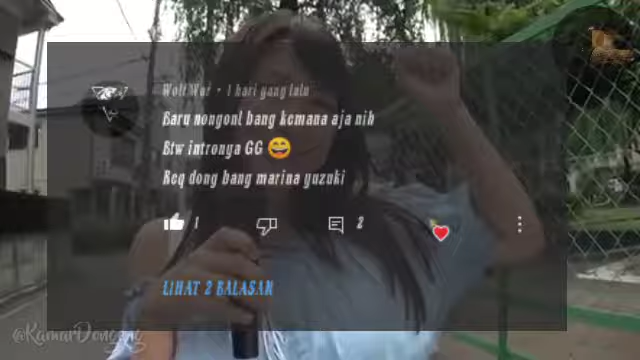 Wolf War • 1 hari yang lalu
Baru nongonl bang kemana aja nih
Btw intronya GG 😄
Req dong bang marina yuzuki
1
2
LIHAT 2 BALASAN
@KamarDongeng